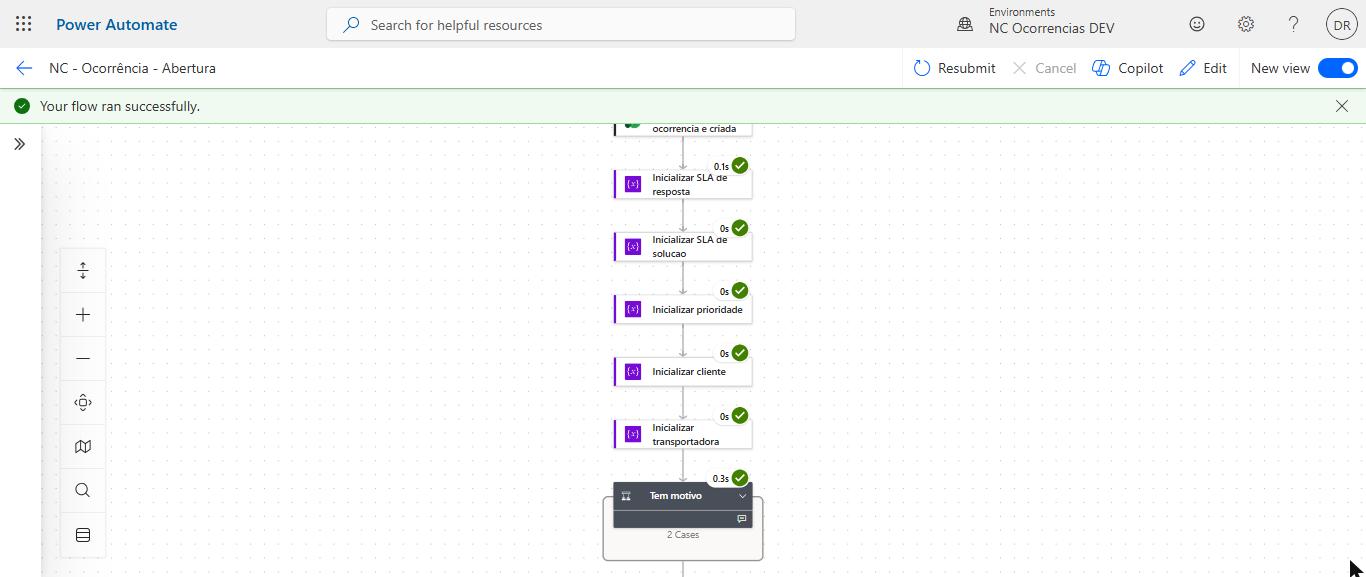 Power Automate
Search for helpful resources
Environments
NC Ocorrencias DEV
DR
NC - Ocorrência - Abertura
Resubmit
Cancel
Copilot
Edit
New view
Your flow ran successfully.
ocorrencia e criada
0.1s
Inicializar SLA de
resposta
0s
Inicializar SLA de
solucao
0s
Inicializar prioridade
0s
Inicializar cliente
0s
Inicializar
transportadora
0.3s
Tem motivo
2 Cases